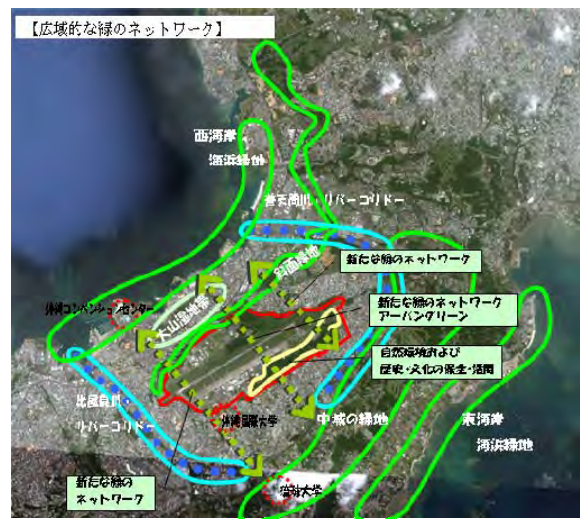 【広域的な緑のネットワーク】
西海岸
海浜緑地
普天間川・リバーコリドー
斜面緑地
新たな緑のネットワーク
新たな緑のネットワーク
アーバングリーン
自然環境および
歴史・文化の保全・活用
沖縄コンベンションセンター
大山湿地帯
比屋良川・
リバーコリドー
沖縄国際大学
中城の緑地
東海岸
海浜緑地
新たな緑の
ネットワーク
琉球大学